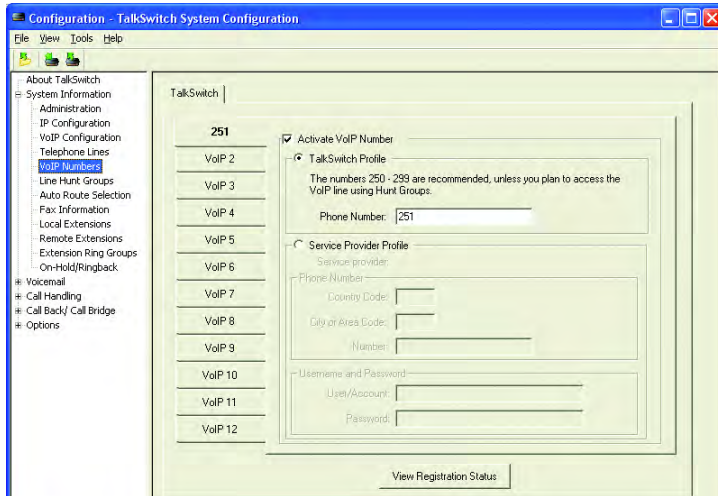 Configuration - TalkSwitch System Configuration
File View Tools Help
About TalkSwitch
System Information
Administration
IP Configuration
VoIP Configuration
Telephone Lines
VoIP Numbers
Line Hunt Groups
Auto Route Selection
Fax Information
Local Extensions
Remote Extensions
Extension Ring Groups
On-Hold/Ringback
Voicemail
Call Handling
Call Back/ Call Bridge
Options
TalkSwitch
251
VoIP 2
VoIP 3
VoIP 4
VoIP 5
VoIP 6
VoIP 7
VoIP 8
VoIP 9
VoIP 10
VoIP 11
VoIP 12
Activate VoIP Number
TalkSwitch Profile
The numbers 250 - 299 are recommended, unless you plan to access the
VoIP line using Hunt Groups.
Phone Number: 251
Service Provider Profile
Service provider:
Phone Number
Country Code:
City or Area Code:
Number:
Username and Password
User/Account:
Password:
View Registration Status